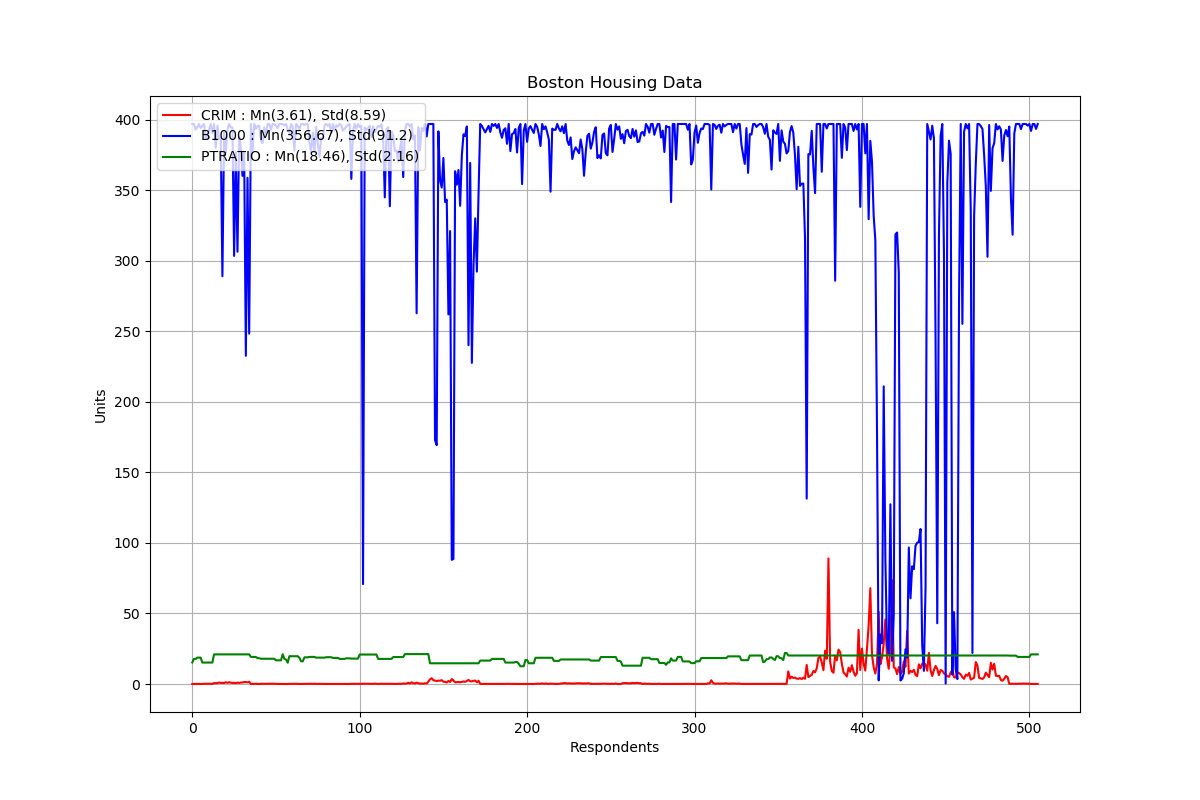 Boston Housing Data
CRIM : Mn(3.61), Std(8.59)
B1000 : Mn(356.67), Std(91.2)
PTRATIO : Mn(18.46), Std(2.16)
400
350
300
250
200
150
100
50
0
Units
0 100 200 300 400 500
Respondents